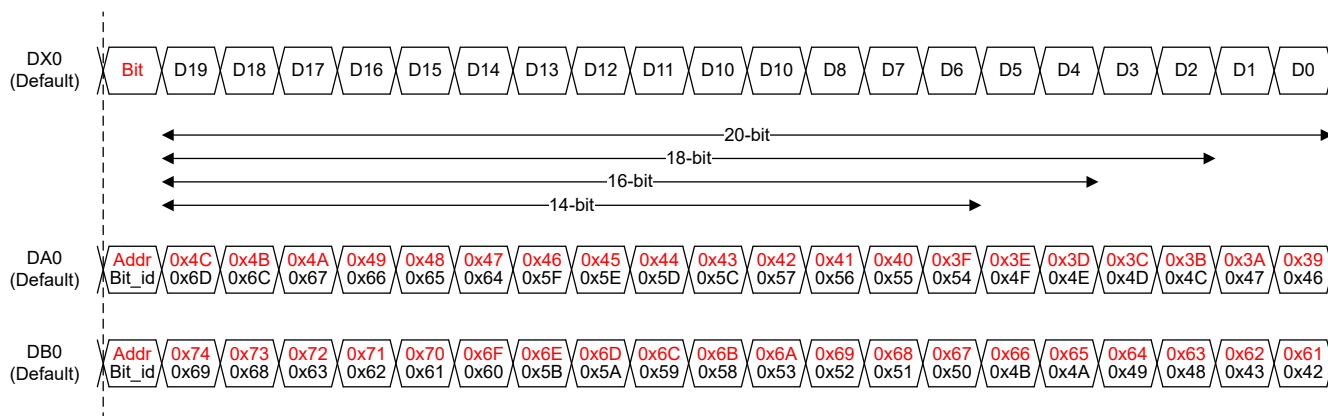 DX0
(Default)
Bit D19 D18 D17 D16 D15 D14 D13 D12 D11 D10 D10 D8 D7 D6 D5 D4 D3 D2 D1 D0
20-bit
18-bit
16-bit
14-bit
DA0
(Default)
Addr 0x4C 0x4B 0x4A 0x49 0x48 0x47 0x46 0x45 0x44 0x43 0x42 0x41 0x40 0x3F 0x3E 0x3D 0x3C 0x3B 0x3A 0x39
Bit_id 0x6D 0x6C 0x67 0x66 0x65 0x64 0x5F 0x5E 0x5D 0x5C 0x57 0x56 0x55 0x54 0x4F 0x4E 0x4D 0x4C 0x47 0x46
DB0
(Default)
Addr 0x74 0x73 0x72 0x71 0x70 0x6F 0x6E 0x6D 0x6C 0x6B 0x6A 0x69 0x68 0x67 0x66 0x65 0x64 0x63 0x62 0x61
Bit_id 0x69 0x68 0x63 0x62 0x61 0x60 0x5B 0x5A 0x59 0x58 0x53 0x52 0x51 0x50 0x4B 0x4A 0x49 0x48 0x43 0x42